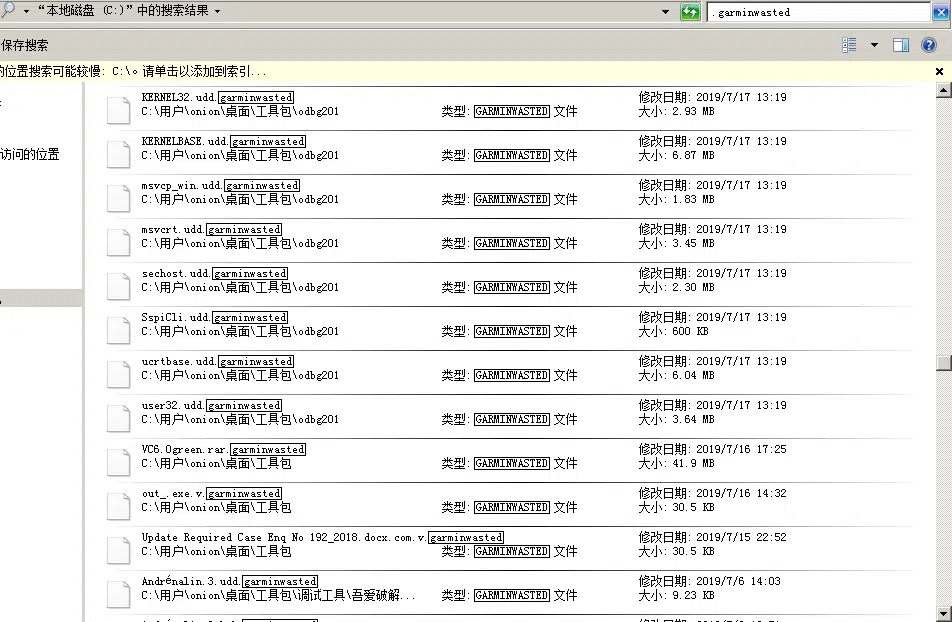 “本地磁盘 (C:)”中的搜索结果
.garminwasted
保存搜索
的位置搜索可能较慢: C:\。请单击以添加到索引...
访问的位置
KERNEL32.udd.garminwasted
C:\用户\onion\桌面\工具包\odbg201
类型: GARMINWASTED 文件
修改日期: 2019/7/17 13:19
大小: 2.93 MB
KERNELBASE.udd.garminwasted
C:\用户\onion\桌面\工具包\odbg201
类型: GARMINWASTED 文件
修改日期: 2019/7/17 13:19
大小: 6.87 MB
msvcp_win.udd.garminwasted
C:\用户\onion\桌面\工具包\odbg201
类型: GARMINWASTED 文件
修改日期: 2019/7/17 13:19
大小: 1.83 MB
msvcrt.udd.garminwasted
C:\用户\onion\桌面\工具包\odbg201
类型: GARMINWASTED 文件
修改日期: 2019/7/17 13:19
大小: 3.45 MB
sechost.udd.garminwasted
C:\用户\onion\桌面\工具包\odbg201
类型: GARMINWASTED 文件
修改日期: 2019/7/17 13:19
大小: 2.30 MB
SspiCli.udd.garminwasted
C:\用户\onion\桌面\工具包\odbg201
类型: GARMINWASTED 文件
修改日期: 2019/7/17 13:19
大小: 600 KB
ucrtbase.udd.garminwasted
C:\用户\onion\桌面\工具包\odbg201
类型: GARMINWASTED 文件
修改日期: 2019/7/17 13:19
大小: 6.04 MB
user32.udd.garminwasted
C:\用户\onion\桌面\工具包\odbg201
类型: GARMINWASTED 文件
修改日期: 2019/7/17 13:19
大小: 3.64 MB
VC6.0green.rar.garminwasted
C:\用户\onion\桌面\工具包
类型: GARMINWASTED 文件
修改日期: 2019/7/16 17:25
大小: 41.9 MB
out_.exe.v.garminwasted
C:\用户\onion\桌面\工具包
类型: GARMINWASTED 文件
修改日期: 2019/7/16 14:32
大小: 30.5 KB
Update Required Case Enq No 192_2018.docx.com.v.garminwasted
C:\用户\onion\桌面\工具包
类型: GARMINWASTED 文件
修改日期: 2019/7/15 22:52
大小: 30.5 KB
Andrénalin.3.udd.garminwasted
C:\用户\onion\桌面\工具包\调试工具\吾爱破解...
类型: GARMINWASTED 文件
修改日期: 2019/7/6 14:03
大小: 9.23 KB